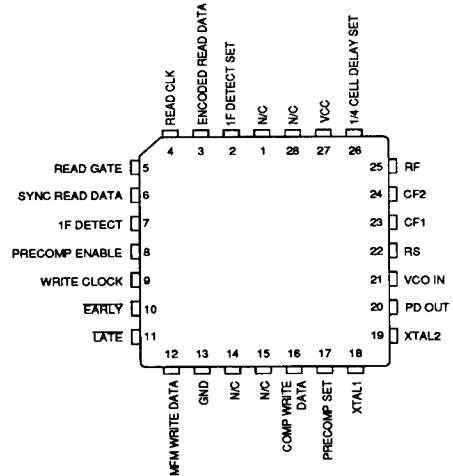 READ CLK
ENCODED READ DATA
1F DETECT SET
N/C
N/C
VCC
1/4 CELL DELAY SET
4
3
2
1
28
27
26
READ GATE 5
SYNC READ DATA 6
1F DETECT 7
PRECOMP ENABLE 8
WRITE CLOCK 9
EARLY 10
LATE 11
25 RF
24 CF2
23 CF1
22 RS
21 VCO IN
20 PD OUT
19 XTAL2
12
13
14
15
16
17
18
MFM WRITE DATA
GND
N/C
N/C
COMP WRITE
DATA
PRECOMP SET
XTAL1